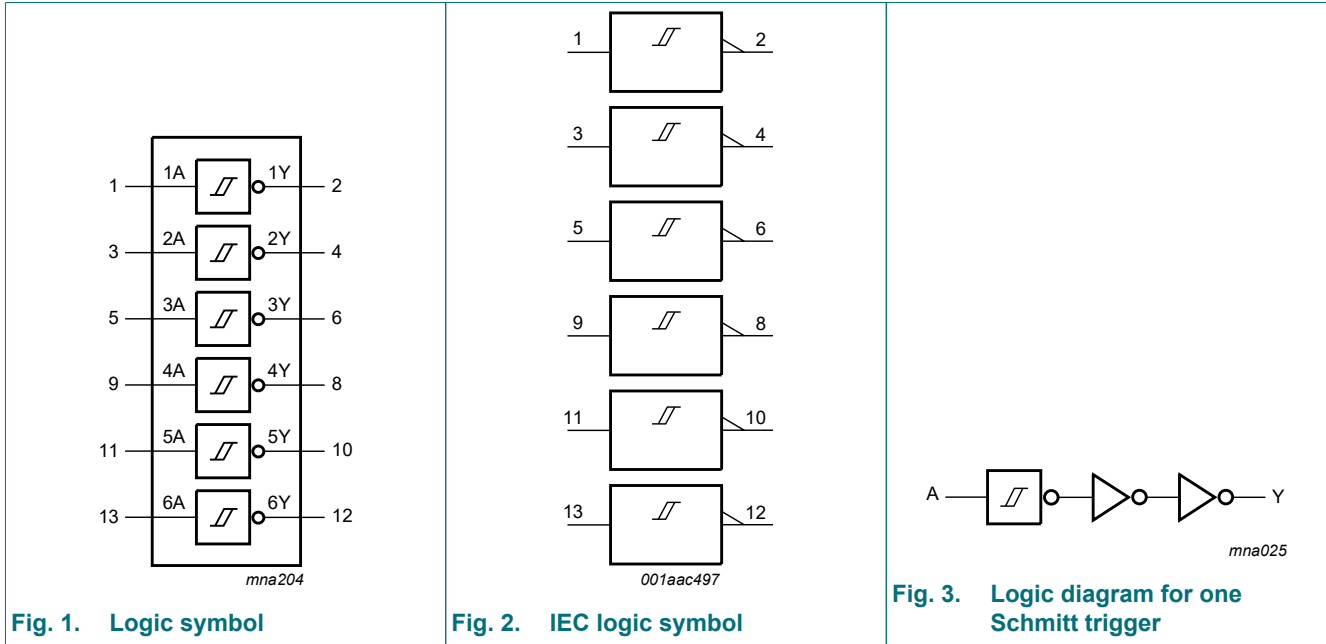 1 1A 1Y 2
3 2A 2Y 4
5 3A 3Y 6
9 4A 4Y 8
11 5A 5Y 10
13 6A 6Y 12
mna204
Fig. 1. Logic symbol
1 2
3 4
5 6
9 8
11 10
13 12
001aac497
Fig. 2. IEC logic symbol
A Y
mna025
Fig. 3. Logic diagram for one
Schmitt trigger